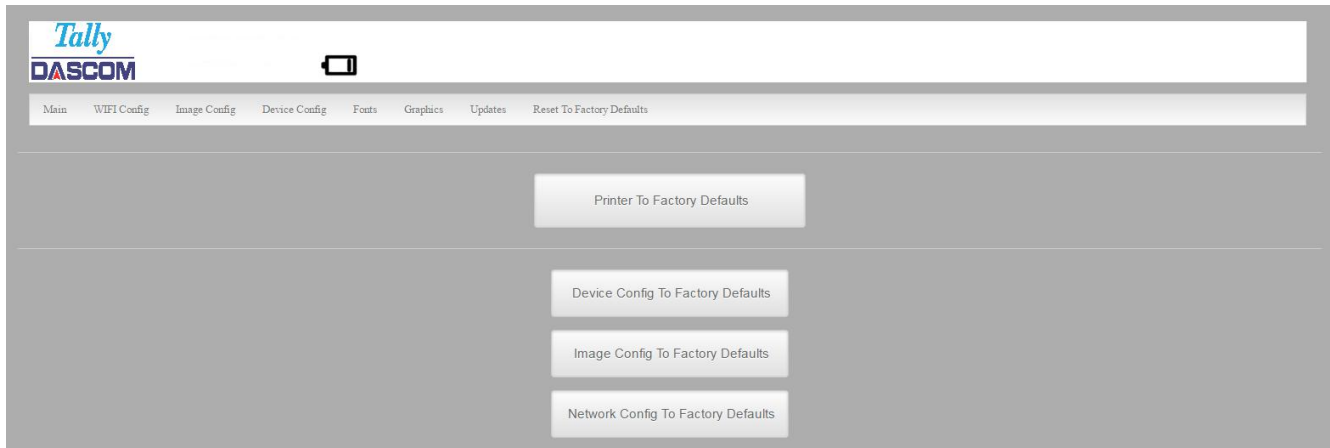 Tally
DASCOM
Main WIFI Config Image Config Device Config Fonts Graphics Updates Reset To Factory Defaults
Printer To Factory Defaults
Device Config To Factory Defaults
Image Config To Factory Defaults
Network Config To Factory Defaults